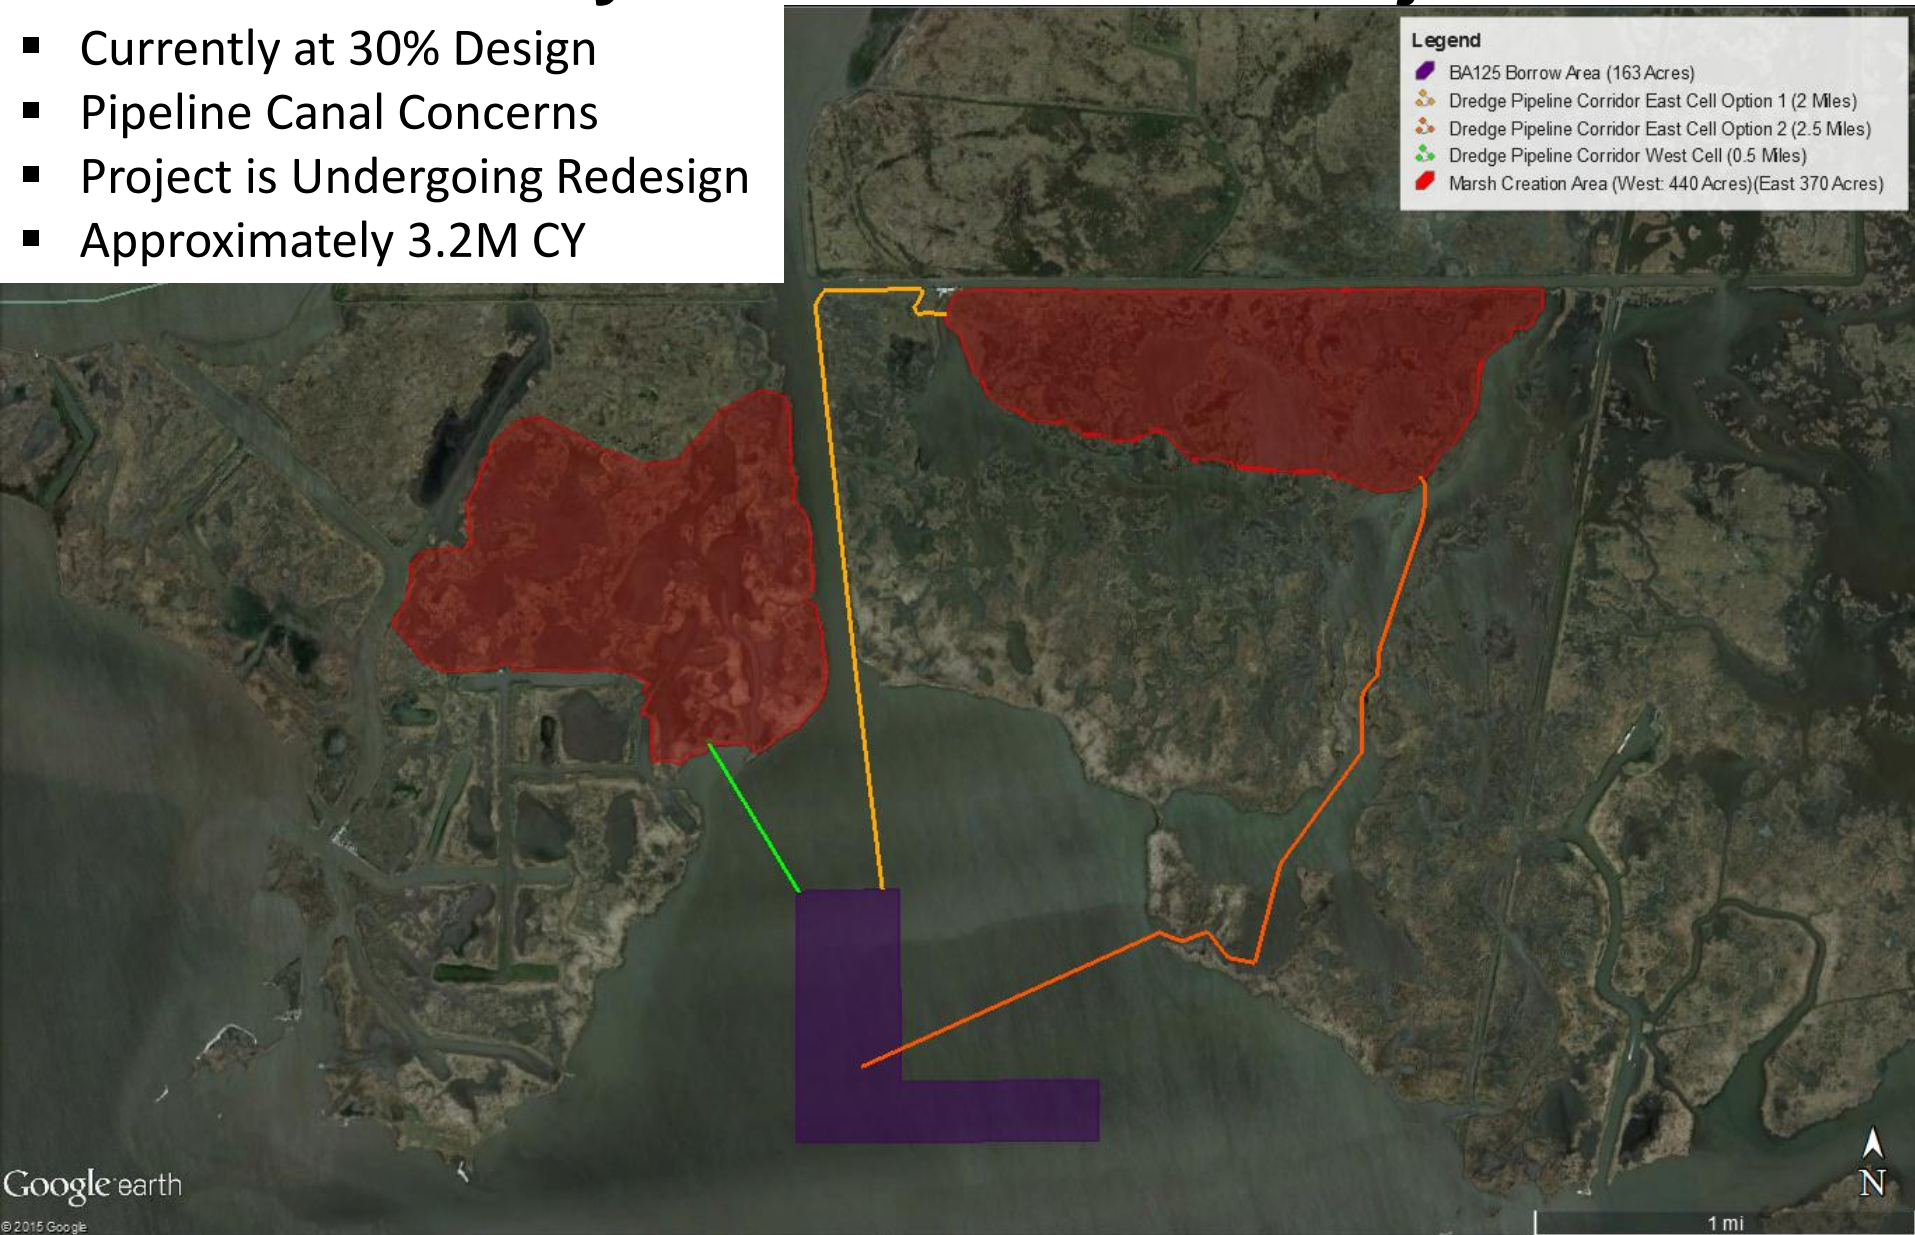 ▪ Currently at 30% Design
▪ Pipeline Canal Concerns
▪ Project is Undergoing Redesign
▪ Approximately 3.2M CY
Legend
BA125 Borrow Area (163 Acres)
Dredge Pipeline Corridor East Cell Option 1 (2 Miles)
Dredge Pipeline Corridor East Cell Option 2 (2.5 Miles)
Dredge Pipeline Corridor West Cell (0.5 Miles)
Marsh Creation Area (West: 440 Acres)(East 370 Acres)
Google earth
© 2015 Google
N
1 mi